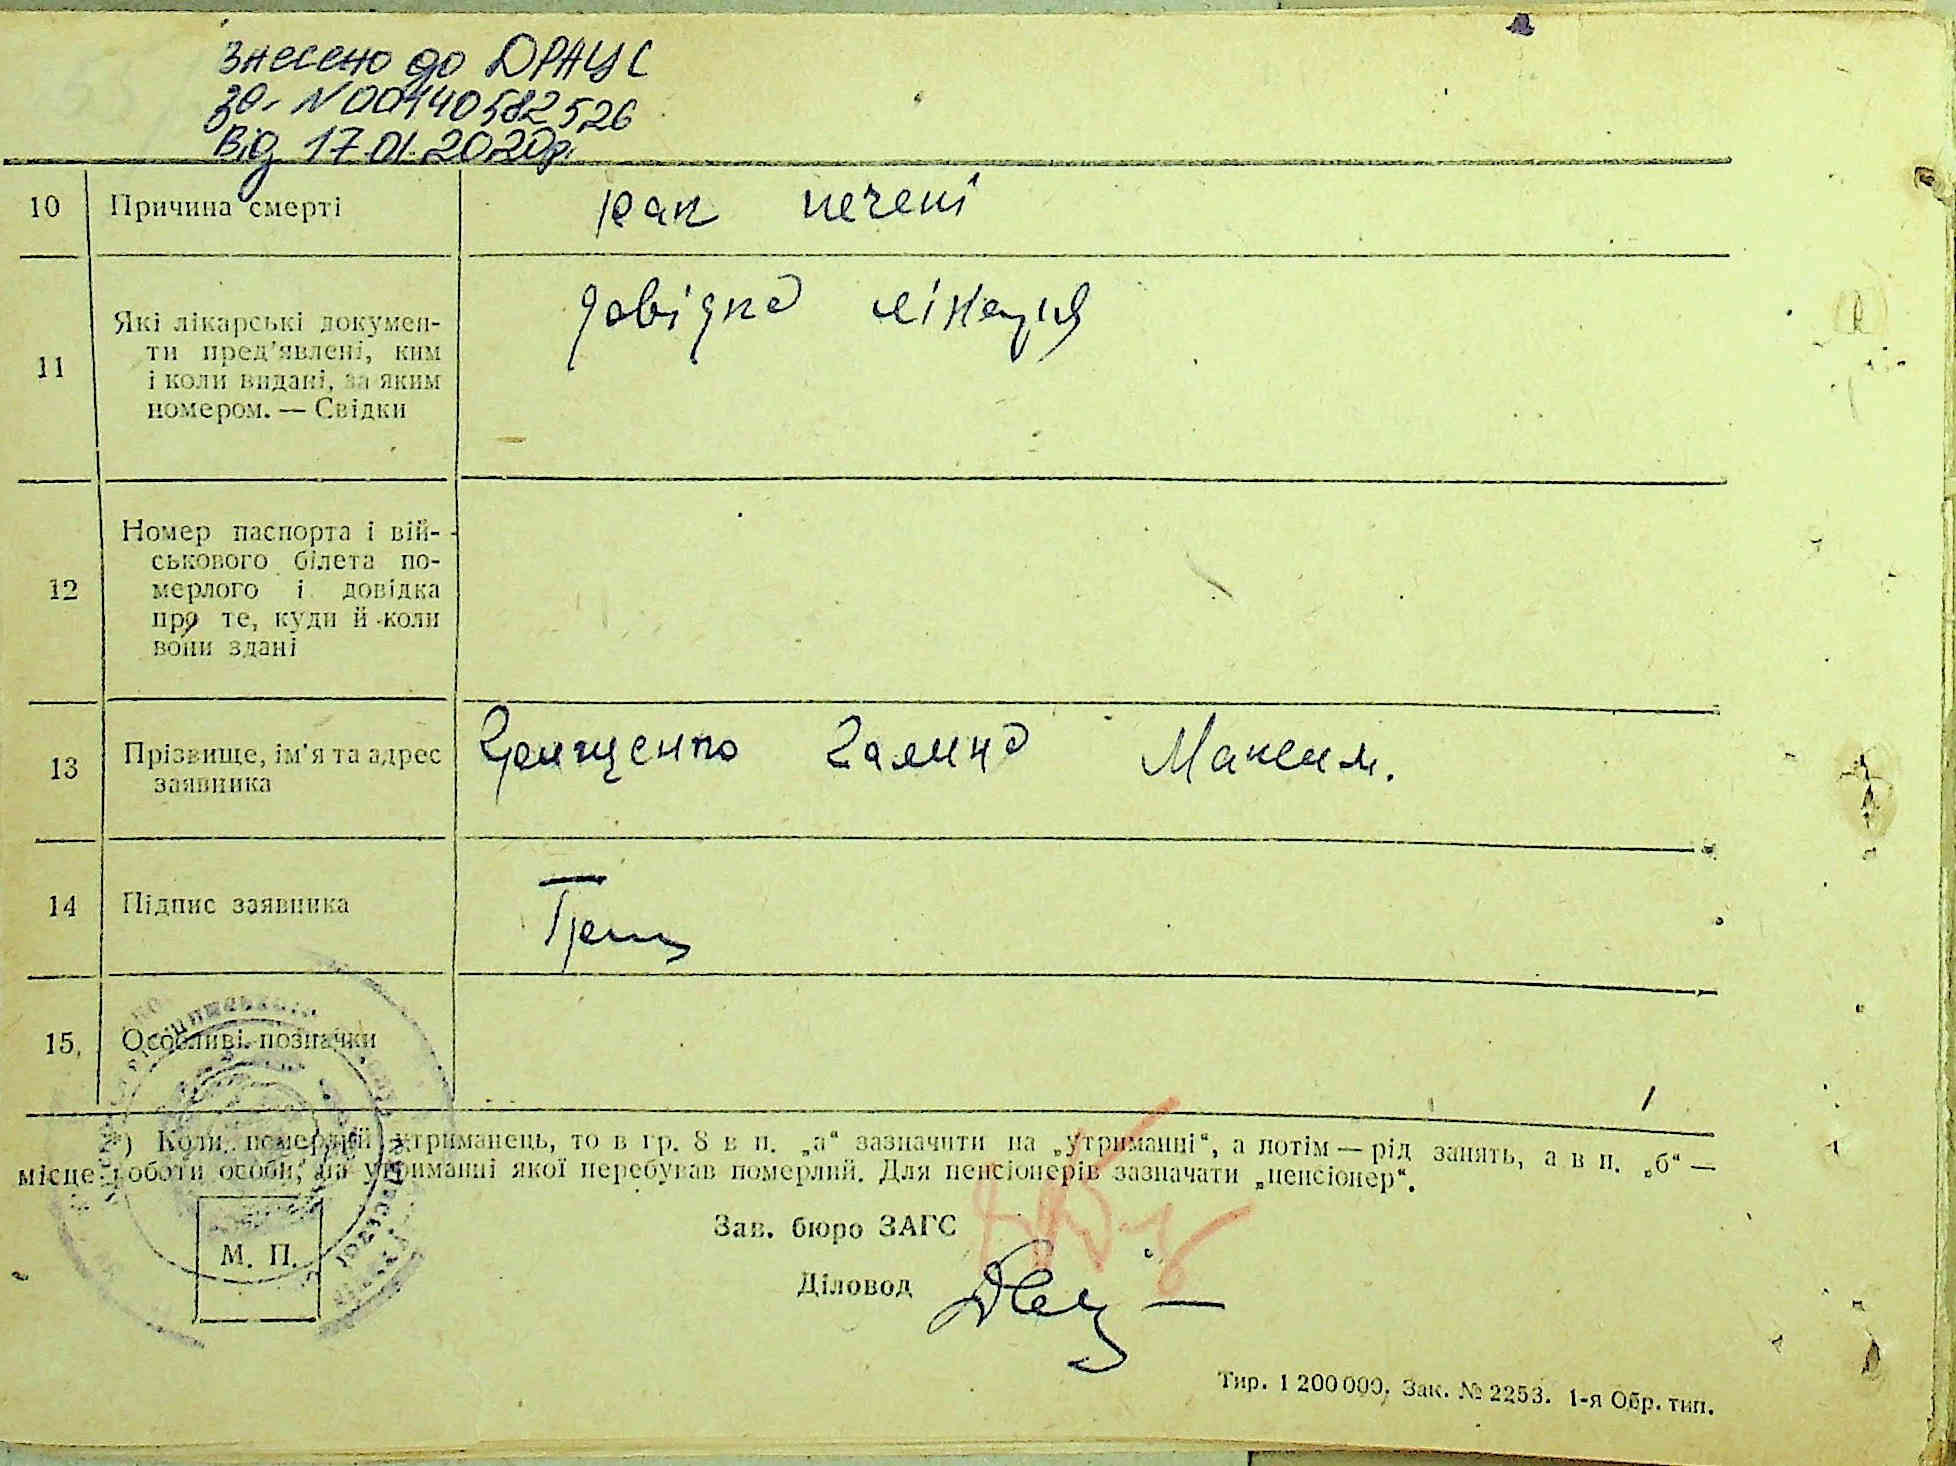 Внесено до ДРАЦС
за N 00140582526
від 17.01.2020р.
10 Причина смерті рак печені
11 Які лікарські докумен-
ти пред'явлені, ким
і коли видані, за яким
номером. — Свідки
довідка лікаря
12 Номер паспорта і вій-
ськового білета по-
мерлого і довідка
про те, куди й коли
вони здані
13 Прізвище, ім'я та адрес
заявника
Грищенко Галина Максим.
14 Підпис заявника
Грищ
15. Особливі позначки
*) Коли померлий утриманець, то в гр. 8 в п. „а“ зазначити на „утриманні“, а потім — рід занять, а в п. „б“ —
місце роботи особи, на утриманні якої перебував померлий. Для пенсіонерів зазначати „пенсіонер“.
Зав. бюро ЗАГС
М. П.
Діловод
Тир. 1 200 000. Зак. № 2253. 1-я Обр. тип.